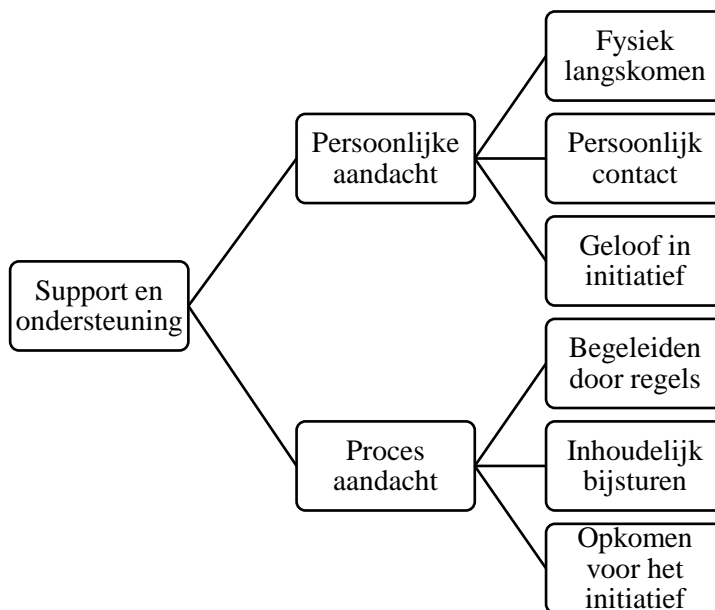 Support en
ondersteuning
Persoonlijke
aandacht
Fysiek
langskomen
Persoonlijk
contact
Geloof in
initiatief
Proces
aandacht
Begeleiden
door regels
Inhoudelijk
bijsturen
Opkomen
voor het
initiatief